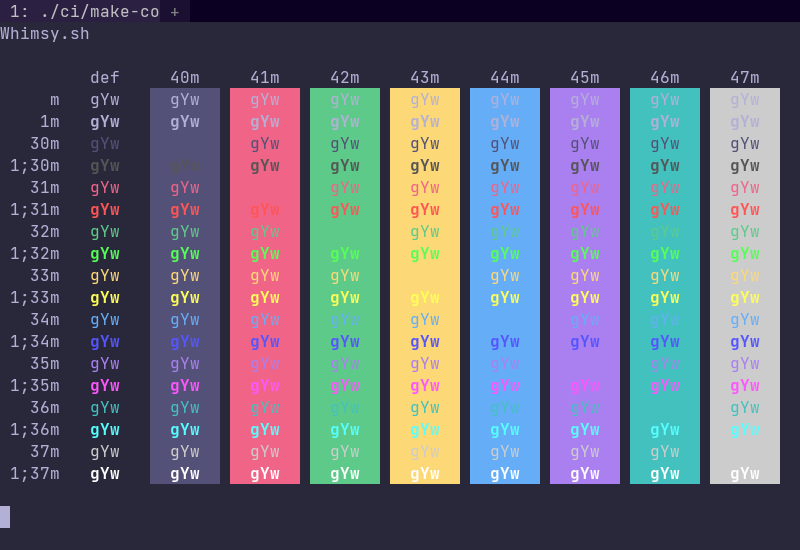 1: ./ci/make-co +
Whimsy.sh
def 40m 41m 42m 43m 44m 45m 46m 47m
m gYw gYw gYw gYw gYw gYw gYw gYw gYw
1m gYw gYw gYw gYw gYw gYw gYw gYw gYw
30m gYw gYw gYw gYw gYw gYw gYw gYw
1;30m gYw gYw gYw gYw gYw gYw gYw gYw gYw
31m gYw gYw gYw gYw gYw gYw gYw gYw
1;31m gYw gYw gYw gYw gYw gYw gYw gYw gYw
32m gYw gYw gYw gYw gYw gYw gYw gYw
1;32m gYw gYw gYw gYw gYw gYw gYw gYw gYw
33m gYw gYw gYw gYw gYw gYw gYw gYw
1;33m gYw gYw gYw gYw gYw gYw gYw gYw gYw
34m gYw gYw gYw gYw gYw gYw gYw gYw
1;34m gYw gYw gYw gYw gYw gYw gYw gYw gYw
35m gYw gYw gYw gYw gYw gYw gYw gYw
1;35m gYw gYw gYw gYw gYw gYw gYw gYw gYw
36m gYw gYw gYw gYw gYw gYw gYw gYw
1;36m gYw gYw gYw gYw gYw gYw gYw gYw gYw
37m gYw gYw gYw gYw gYw gYw gYw gYw
1;37m gYw gYw gYw gYw gYw gYw gYw gYw gYw